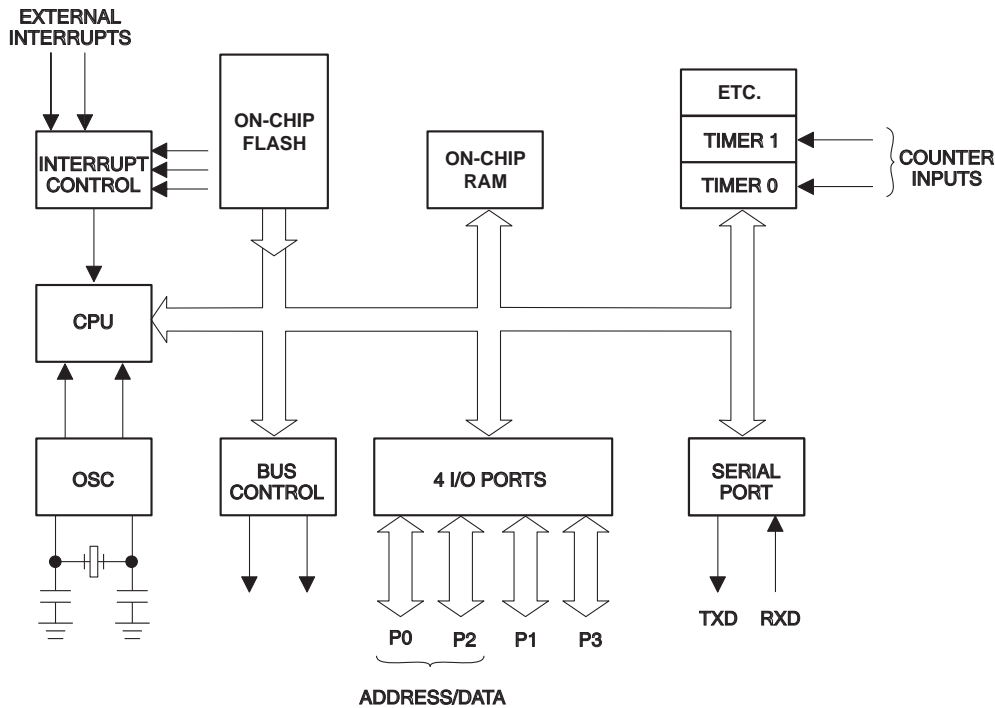 EXTERNAL
INTERRUPTS
ON-CHIP
FLASH
ETC.
TIMER 1
TIMER 0
COUNTER
INPUTS
INTERRUPT
CONTROL
ON-CHIP
RAM
CPU
OSC
BUS
CONTROL
4 I/O PORTS
SERIAL
PORT
P0 P2 P1 P3
TXD RXD
ADDRESS/DATA